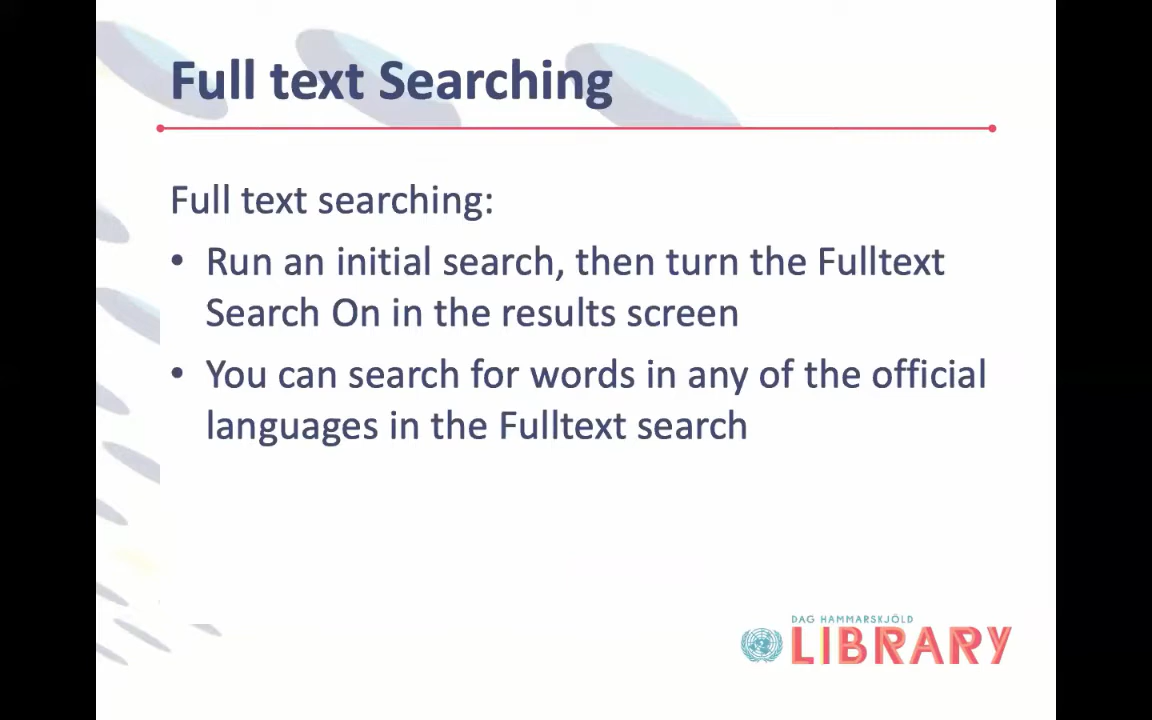 Full text Searching
Full text searching:
• Run an initial search, then turn the Fulltext
Search On in the results screen
• You can search for words in any of the official
languages in the Fulltext search
DAG HAMMARSKJÖLD
LIBRARY